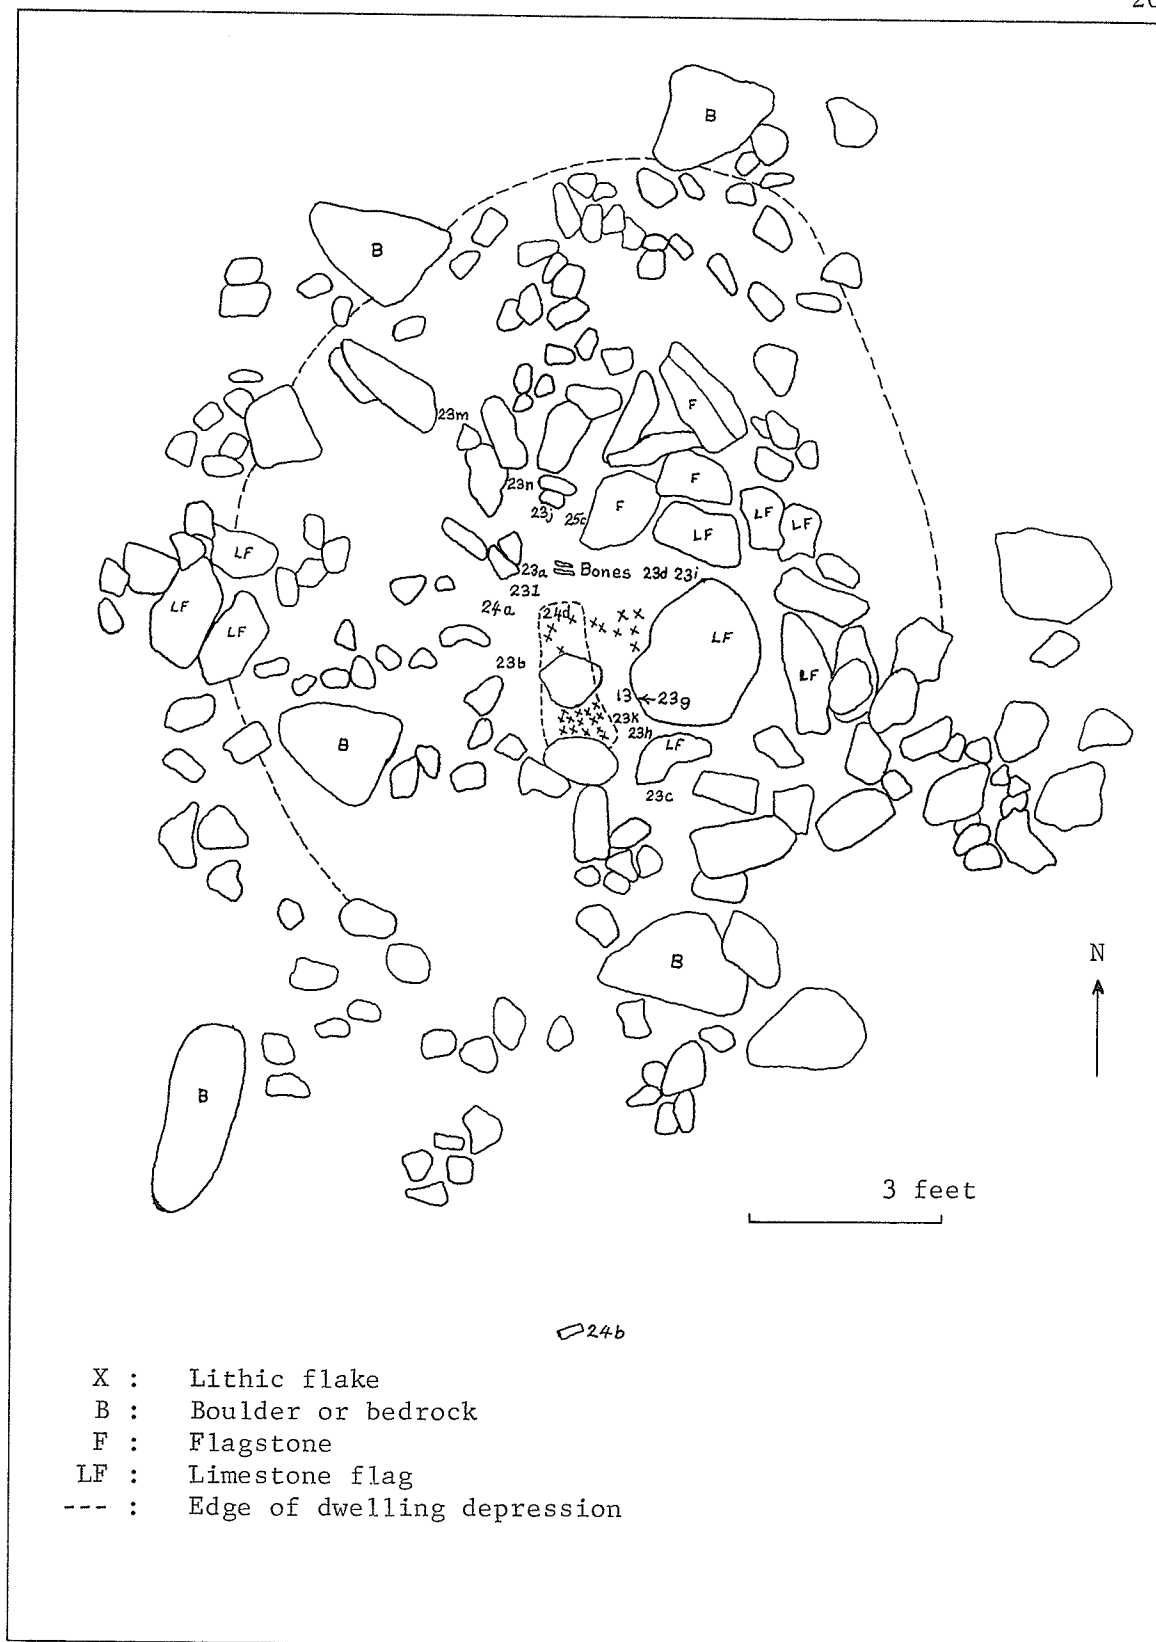 B
B
23m
F
23n
F
23j
25c
F
LF
LF
LF
LF
23a
Bones
23d
23i
231
24a
24d
LF
LF
LF
23b
LF
13
23g
23k
23h
LF
B
23c
B
N
B
3 feet
24b
X : Lithic flake
B : Boulder or bedrock
F : Flagstone
LF : Limestone flag
--- : Edge of dwelling depression